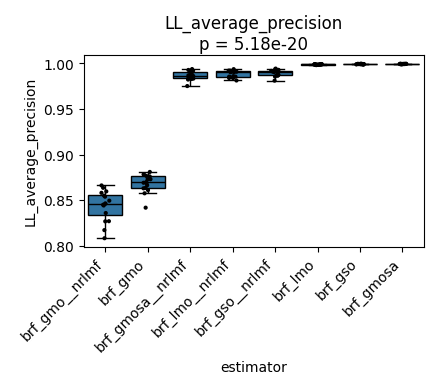 LL_average_precision
p = 5.18e-20
LL_average_precision
1.00
0.95
0.90
0.85
0.80
brf_gmo__nrlmf
brf_gmo
brf_gmosa__nrlmf
brf_lmo__nrlmf
brf_gso__nrlmf
brf_lmo
brf_gso
brf_gmosa
estimator